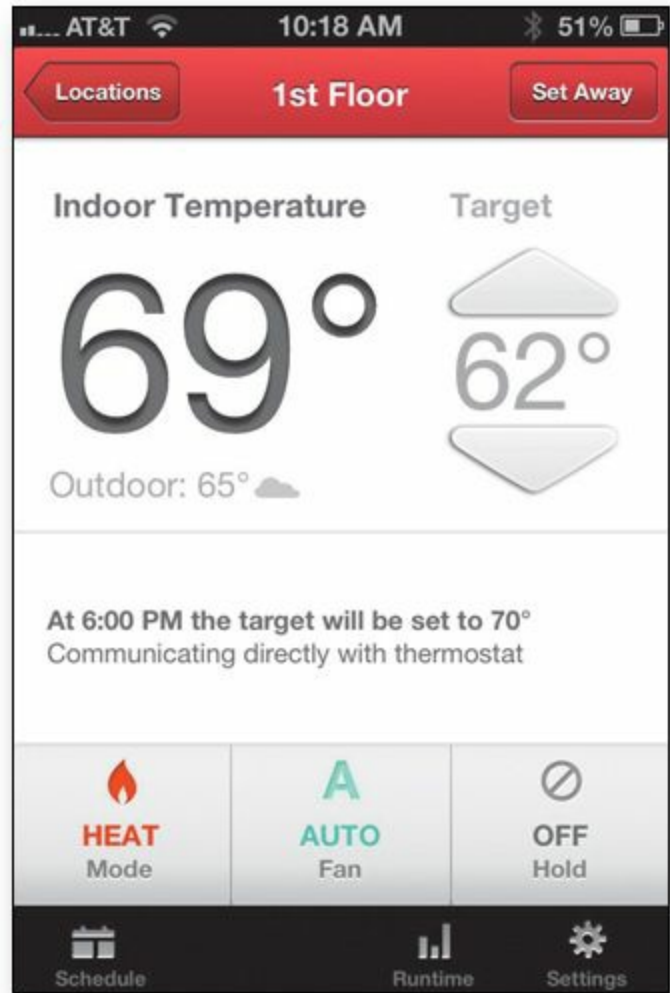 AT&T 10:18 AM 51%
Locations 1st Floor Set Away
Indoor Temperature Target
69° 62°
Outdoor: 65°
At 6:00 PM the target will be set to 70°
Communicating directly with thermostat
A
HEAT AUTO OFF
Mode Fan Hold
Schedule Runtime Settings